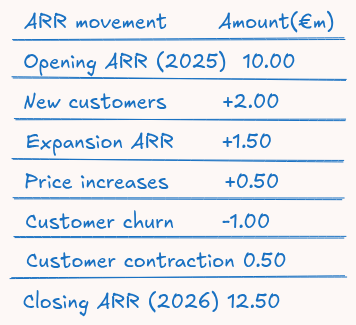 ARR movement Amount(€m)
Opening ARR (2025) 10.00
New customers +2.00
Expansion ARR +1.50
Price increases +0.50
Customer churn -1.00
Customer contraction 0.50
Closing ARR (2026) 12.50